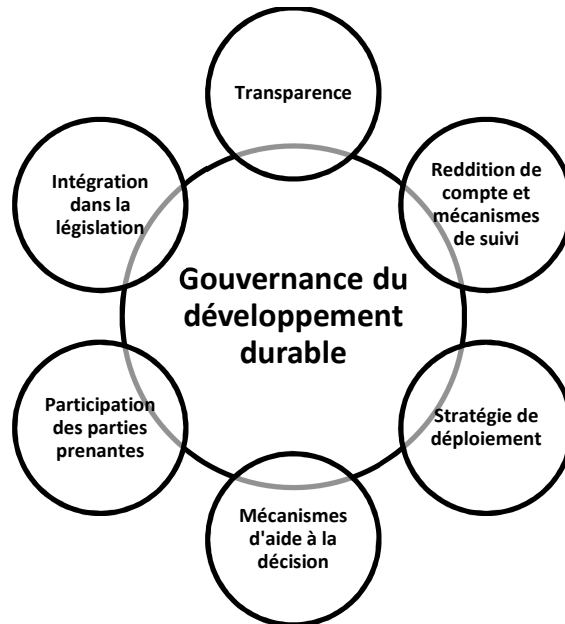 Transparence
Reddition de
compte et
mécanismes
de suivi
Stratégie de
déploiement
Mécanismes
d'aide à la
décision
Participation
des parties
prenantes
Intégration
dans la
législation
Gouvernance du
développement
durable